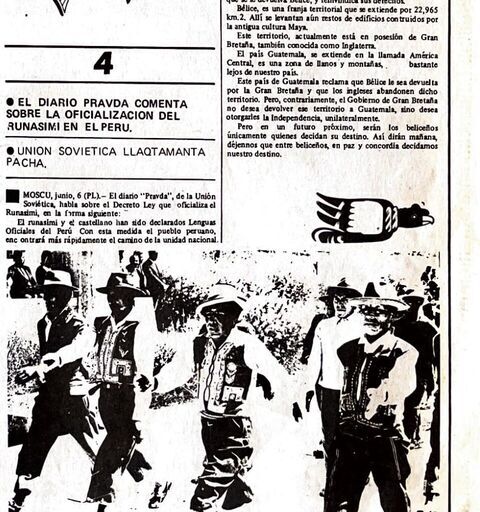 4
● EL DIARIO PRAVDA COMENTA
SOBRE LA OFICIALIZACION DEL
RUNASIMI EN EL PERU.
● UNION SOVIETICA LLAQTAMANTA
PACHA.
MOSCU, junio, 6 (PL).— El diario "Pravda", de la Unión
Soviética, habla sobre el Decreto Ley que oficializa el
Runasimi, en la forma siguiente:
El runasimi y el castellano han sido declarados Lenguas
Oficiales del Perú Con esta medida el pueblo peruano,
encontrará más rápidamente el camino de la unidad nacional.
Bélice, es una franja territorial que se extiende por 22,965
km.2. Allí se levantan aún restos de edificios contruidos por
la antigua cultura Maya.
Este territorio, actualmente está en posesión de Gran
Bretaña, también conocida como Inglaterra.
El país Guatemala, se extiende en la llamada América
Central, es una zona de llanos y montañas, bastante
lejos de nuestro país.
Este país de Guatemala reclama que Bélice le sea devuelta
por la Gran Bretaña y que los ingleses abandonen dicho
territorio. Pero, contrariamente, el Gobierno de Gran Bretaña
no desea devolver ese territorio a Guatemala, sino desea
otorgarles la Independencia, unilateralmente.
Pero en un futuro próximo, serán los beliceños
únicamente quienes decidan su destino. Así dirán mañana,
déjennos que entre beliceños, en paz y concordia decidamos
nuestro destino.